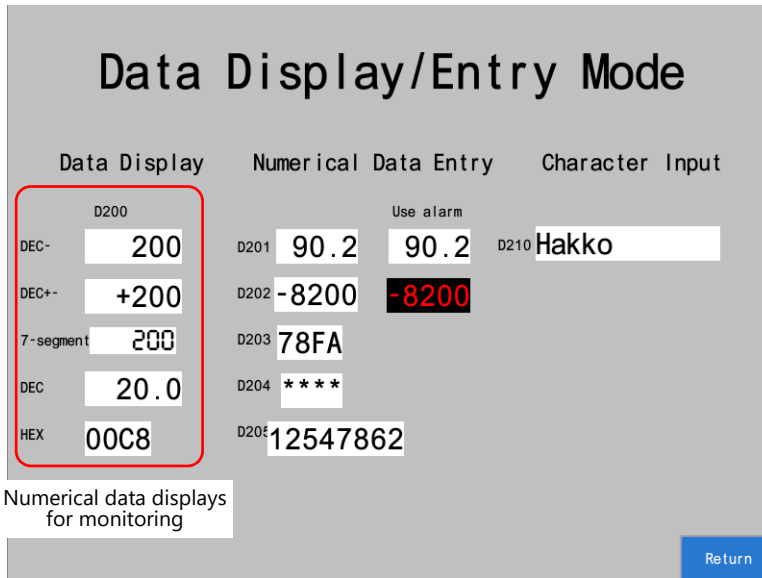 Data Display/Entry Mode
Data Display Numerical Data Entry Character Input
D200 Use alarm
DEC- 200 D201 90.2 90.2 D210 Hakko
DEC+- +200 D202 -8200 -8200
7-segment 200 D203 78FA
DEC 20.0 D204 ****
HEX 00C8 D205 12547862
Numerical data displays
for monitoring
Return